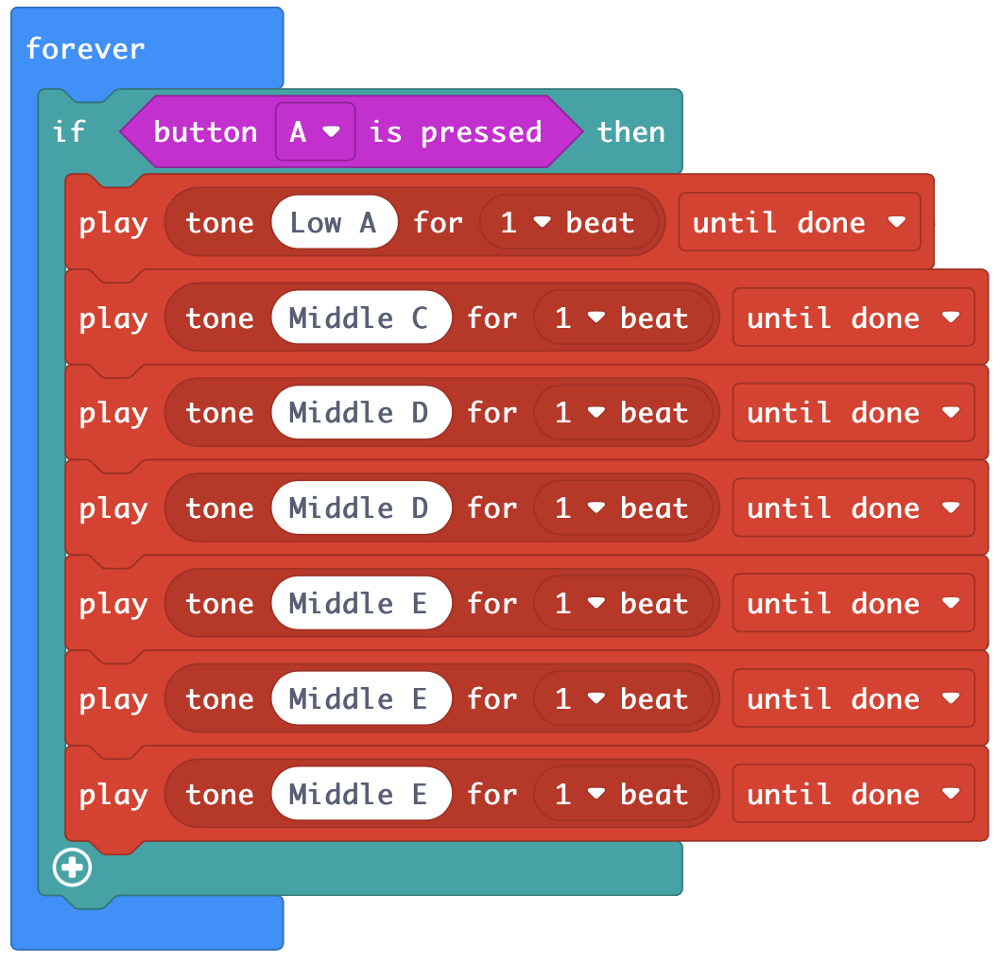 forever
if button A is pressed then
play tone Low A for 1 beat until done
play tone Middle C for 1 beat until done
play tone Middle D for 1 beat until done
play tone Middle D for 1 beat until done
play tone Middle E for 1 beat until done
play tone Middle E for 1 beat until done
play tone Middle E for 1 beat until done